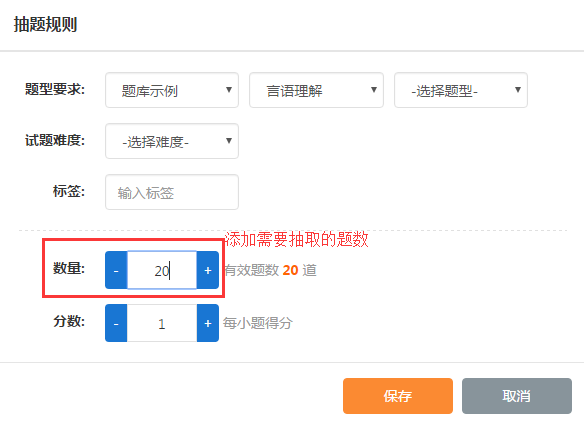 抽题规则
题型要求: 题库示例 言语理解 -选择题型-
试题难度: -选择难度-
标签: 输入标签
添加需要抽取的题数
数量: - 20 + 有效题数 20 道
分数: - 1 + 每小题得分
保存 取消